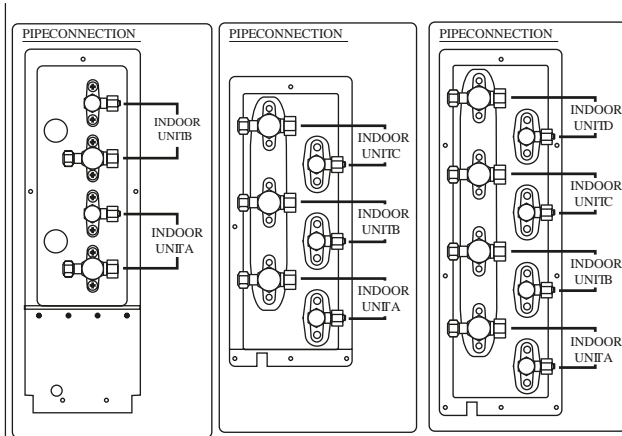 PIPECONNECTION
INDOOR
UNITB
INDOOR
UNITA
PIPECONNECTION
INDOOR
UNITC
INDOOR
UNITB
INDOOR
UNITA
PIPECONNECTION
INDOOR
UNITD
INDOOR
UNITC
INDOOR
UNITB
INDOOR
UNITA